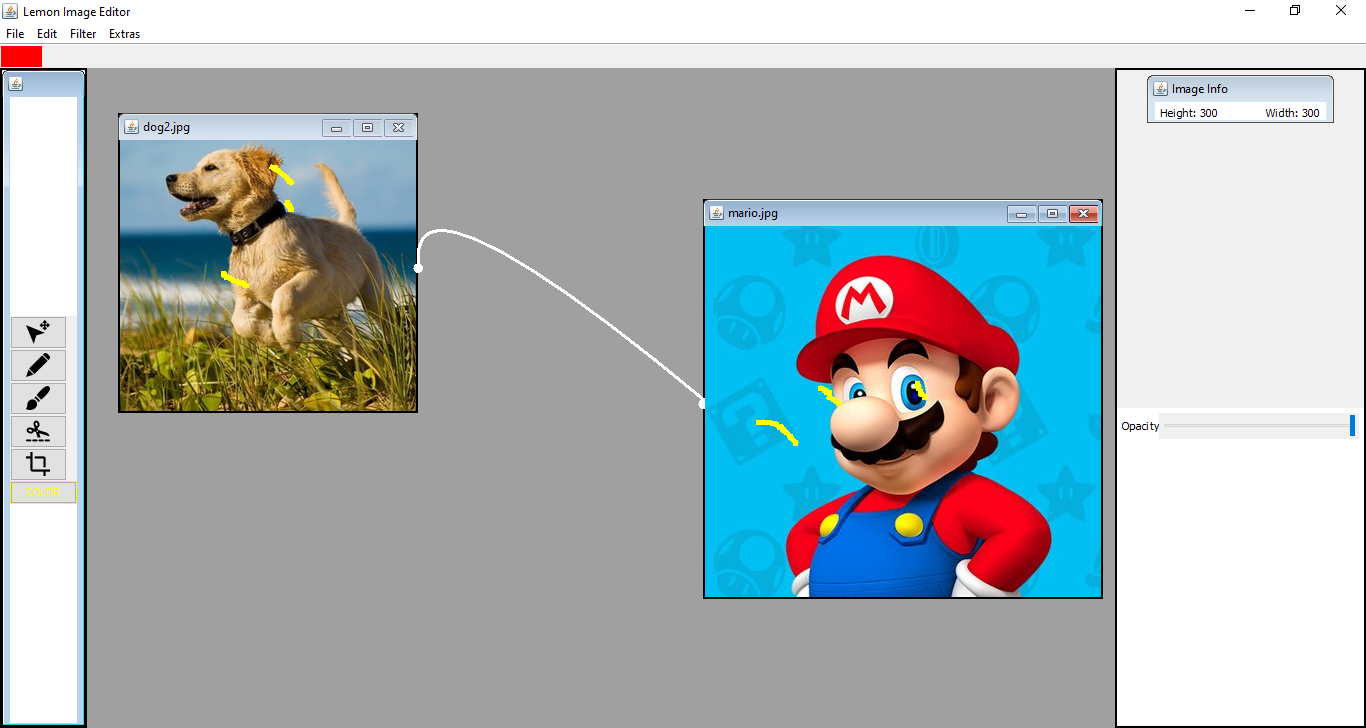 Lemon Image Editor
File Edit Filter Extras
dog2.jpg
mario.jpg
M
Image Info
Height: 300 Width: 300
Opacity
COLOR